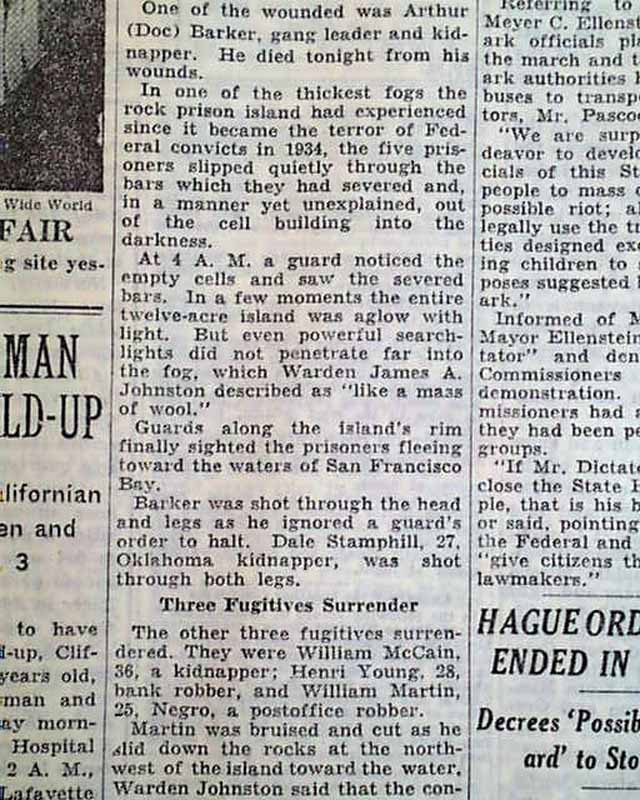 Wide World
FAIR
g site yes-
MAN
LD-UP
alifornian
en and
3
to have
d-up, Clif-
years old,
sman and
ay morn-
Hospital
2 A. M.,
Lafayette
One of the wounded was Arthur
(Doc) Barker, gang leader and kid-
napper. He died tonight from his
wounds.
In one of the thickest fogs the
rock prison island had experienced
since it became the terror of Fed-
eral convicts in 1934, the five pris-
oners slipped quietly through the
bars which they had severed and,
in a manner yet unexplained, out
of the cell building into the
darkness.
At 4 A. M. a guard noticed the
empty cells and saw the severed
bars. In a few moments the entire
twelve-acre island was aglow with
light. But even powerful search-
lights did not penetrate far into
the fog, which Warden James A.
Johnston described as "like a mass
of wool."
Guards along the island's rim
finally sighted the prisoners fleeing
toward the waters of San Francisco
Bay.
Barker was shot through the head
and legs as he ignored a guard's
order to halt. Dale Stamphill, 27,
Oklahoma kidnapper, was shot
through both legs.
Three Fugitives Surrender
The other three fugitives surren-
dered. They were William McCain,
36, a kidnapper; Henri Young, 28,
bank robber, and William Martin,
25, Negro, a postoffice robber.
Martin was bruised and cut as he
slid down the rocks at the north-
west of the island toward the water.
Warden Johnston said that the con-
Referring to
Meyer C. Ellenst
ark officials pl
the march and t
ark authorities
buses to transp
tors, Mr. Pasco
"We are surp
deavor to develo
cials of this St
people to mass
possible riot; al
legally use the tr
ties designed exc
ing children to
poses suggested
ark."
Informed of M
Mayor Ellenstein
tator" and den
Commissioners
demonstration.
missioners had
they had been pe
groups.
"If Mr. Dictat
close the State H
ple, that is his b
or said, pointing
the Federal and
"give citizens th
lawmakers."
HAGUE ORD
ENDED IN
Decrees 'Possib
ard' to Sto